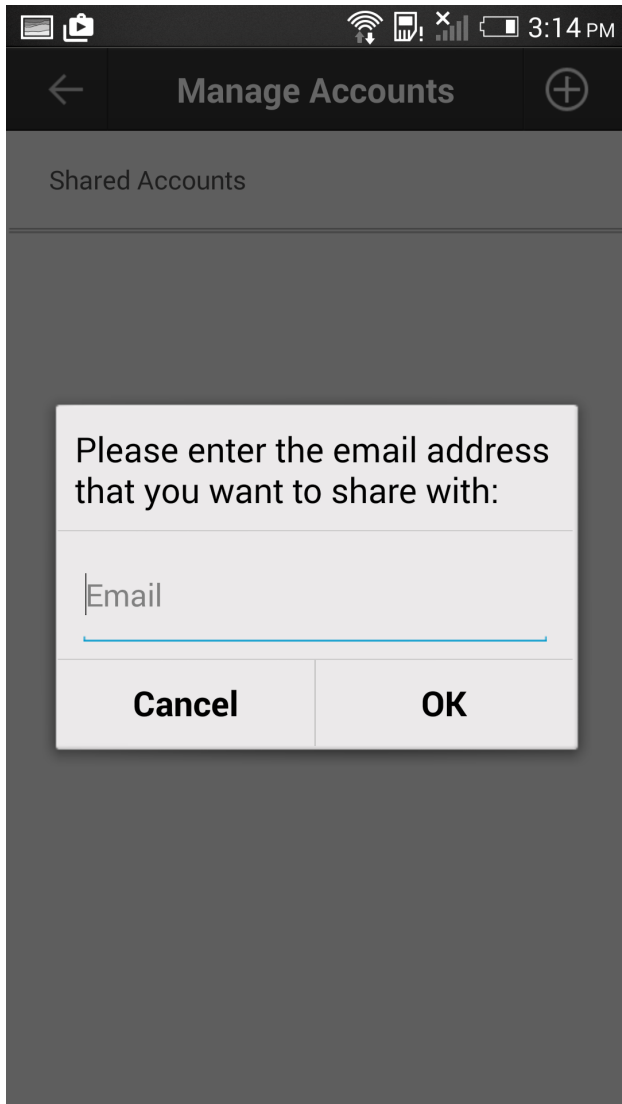 3:14 PM
Manage Accounts
Shared Accounts
Please enter the email address
that you want to share with:
Email
Cancel
OK